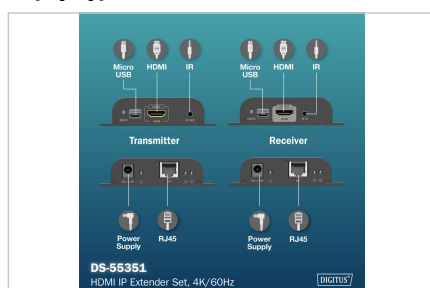 Micro
USB
HDMI
IR
Micro
USB
HDMI
IR
Transmitter
Receiver
Power
Supply
RJ45
Power
Supply
RJ45
DS-55351
HDMI IP Extender Set, 4K/60Hz
DIGITUS